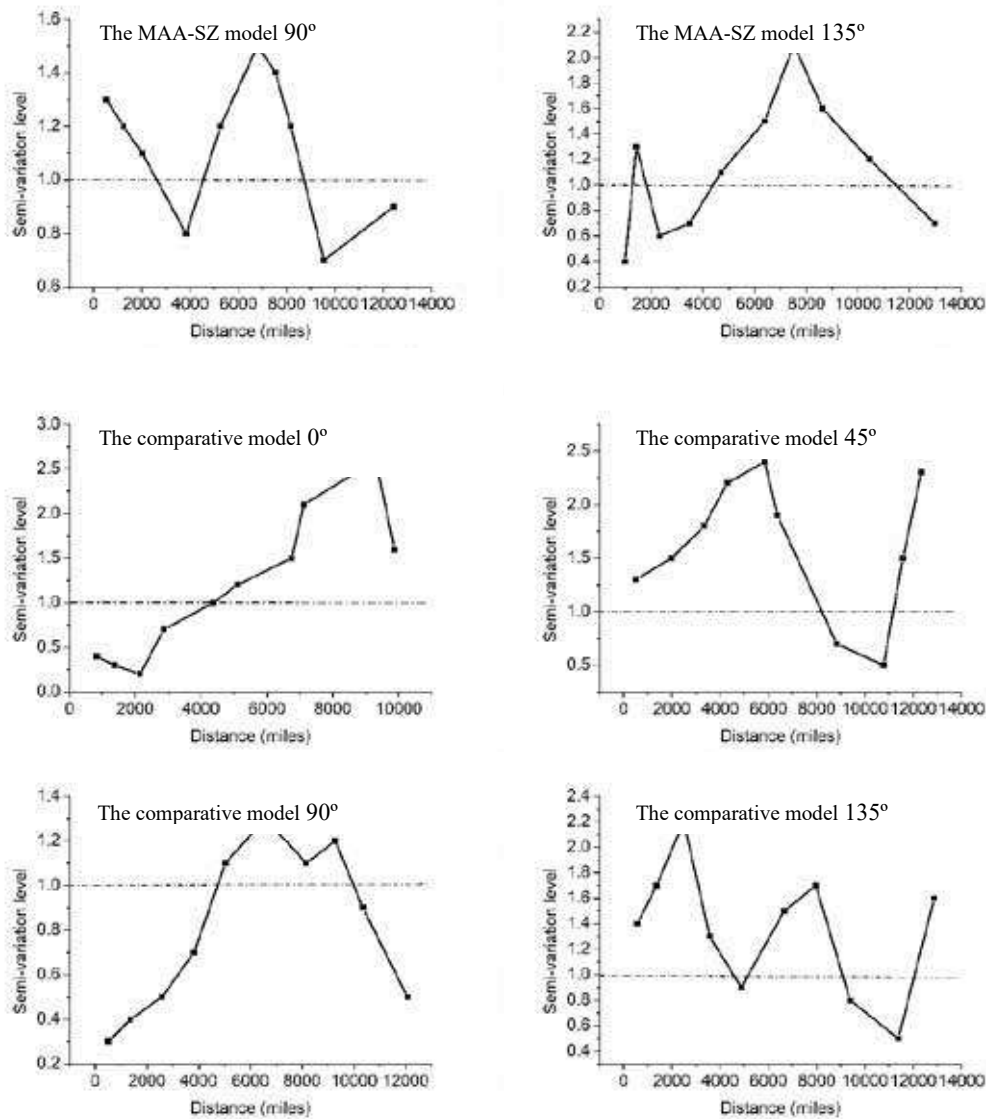 The MAA-SZ model 90º
Semi-variation level
1.6
1.4
1.2
1.0
0.8
0.6
0 2000 4000 6000 8000 10000 12000 14000
Distance (miles)
The MAA-SZ model 135º
Semi-variation level
2.2
2.0
1.8
1.6
1.4
1.2
1.0
0.8
0.6
0.4
0.2
0 2000 4000 6000 8000 10000 12000 14000
Distance (miles)
The comparative model 0º
Semi-variation level
3.0
2.5
2.0
1.5
1.0
0.5
0.0
0 2000 4000 6000 8000 10000
Distance (miles)
The comparative model 45º
Semi-variation level
2.5
2.0
1.5
1.0
0.5
0 2000 4000 6000 8000 10000 12000 14000
Distance (miles)
The comparative model 90º
Semi-variation level
1.4
1.2
1.0
0.8
0.6
0.4
0.2
0 2000 4000 6000 8000 10000 12000
Distance (miles)
The comparative model 135º
Semi-variation level
2.4
2.2
2.0
1.8
1.6
1.4
1.2
1.0
0.8
0.6
0.4
0 2000 4000 6000 8000 10000 12000 14000
Distance (miles)